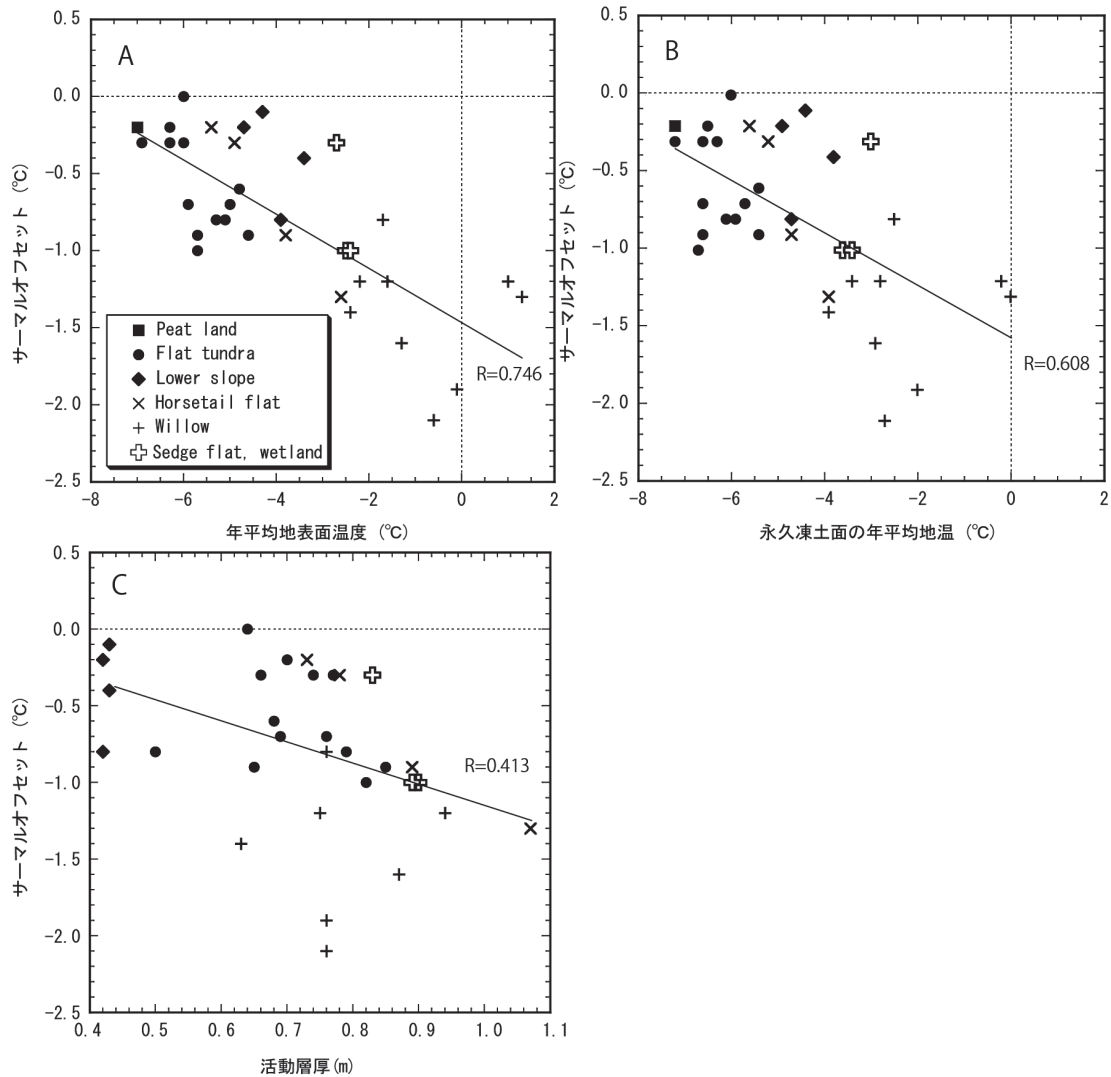 A
0.5
0.0
-0.5
-1.0
-1.5
-2.0
-2.5
サーマルオフセット (℃)
■ Peat land
● Flat tundra
◆ Lower slope
× Horsetail flat
+ Willow
✚ Sedge flat, wetland
R=0.746
-8 -6 -4 -2 0 2
年平均地表面温度 (℃)
B
0.5
0.0
-0.5
-1.0
-1.5
-2.0
-2.5
サーマルオフセット (℃)
R=0.608
-8 -6 -4 -2 0 2
永久凍土面の年平均地温 (℃)
C
0.5
0.0
-0.5
-1.0
-1.5
-2.0
-2.5
サーマルオフセット (℃)
R=0.413
0.4 0.5 0.6 0.7 0.8 0.9 1.0 1.1
活動層厚(m)